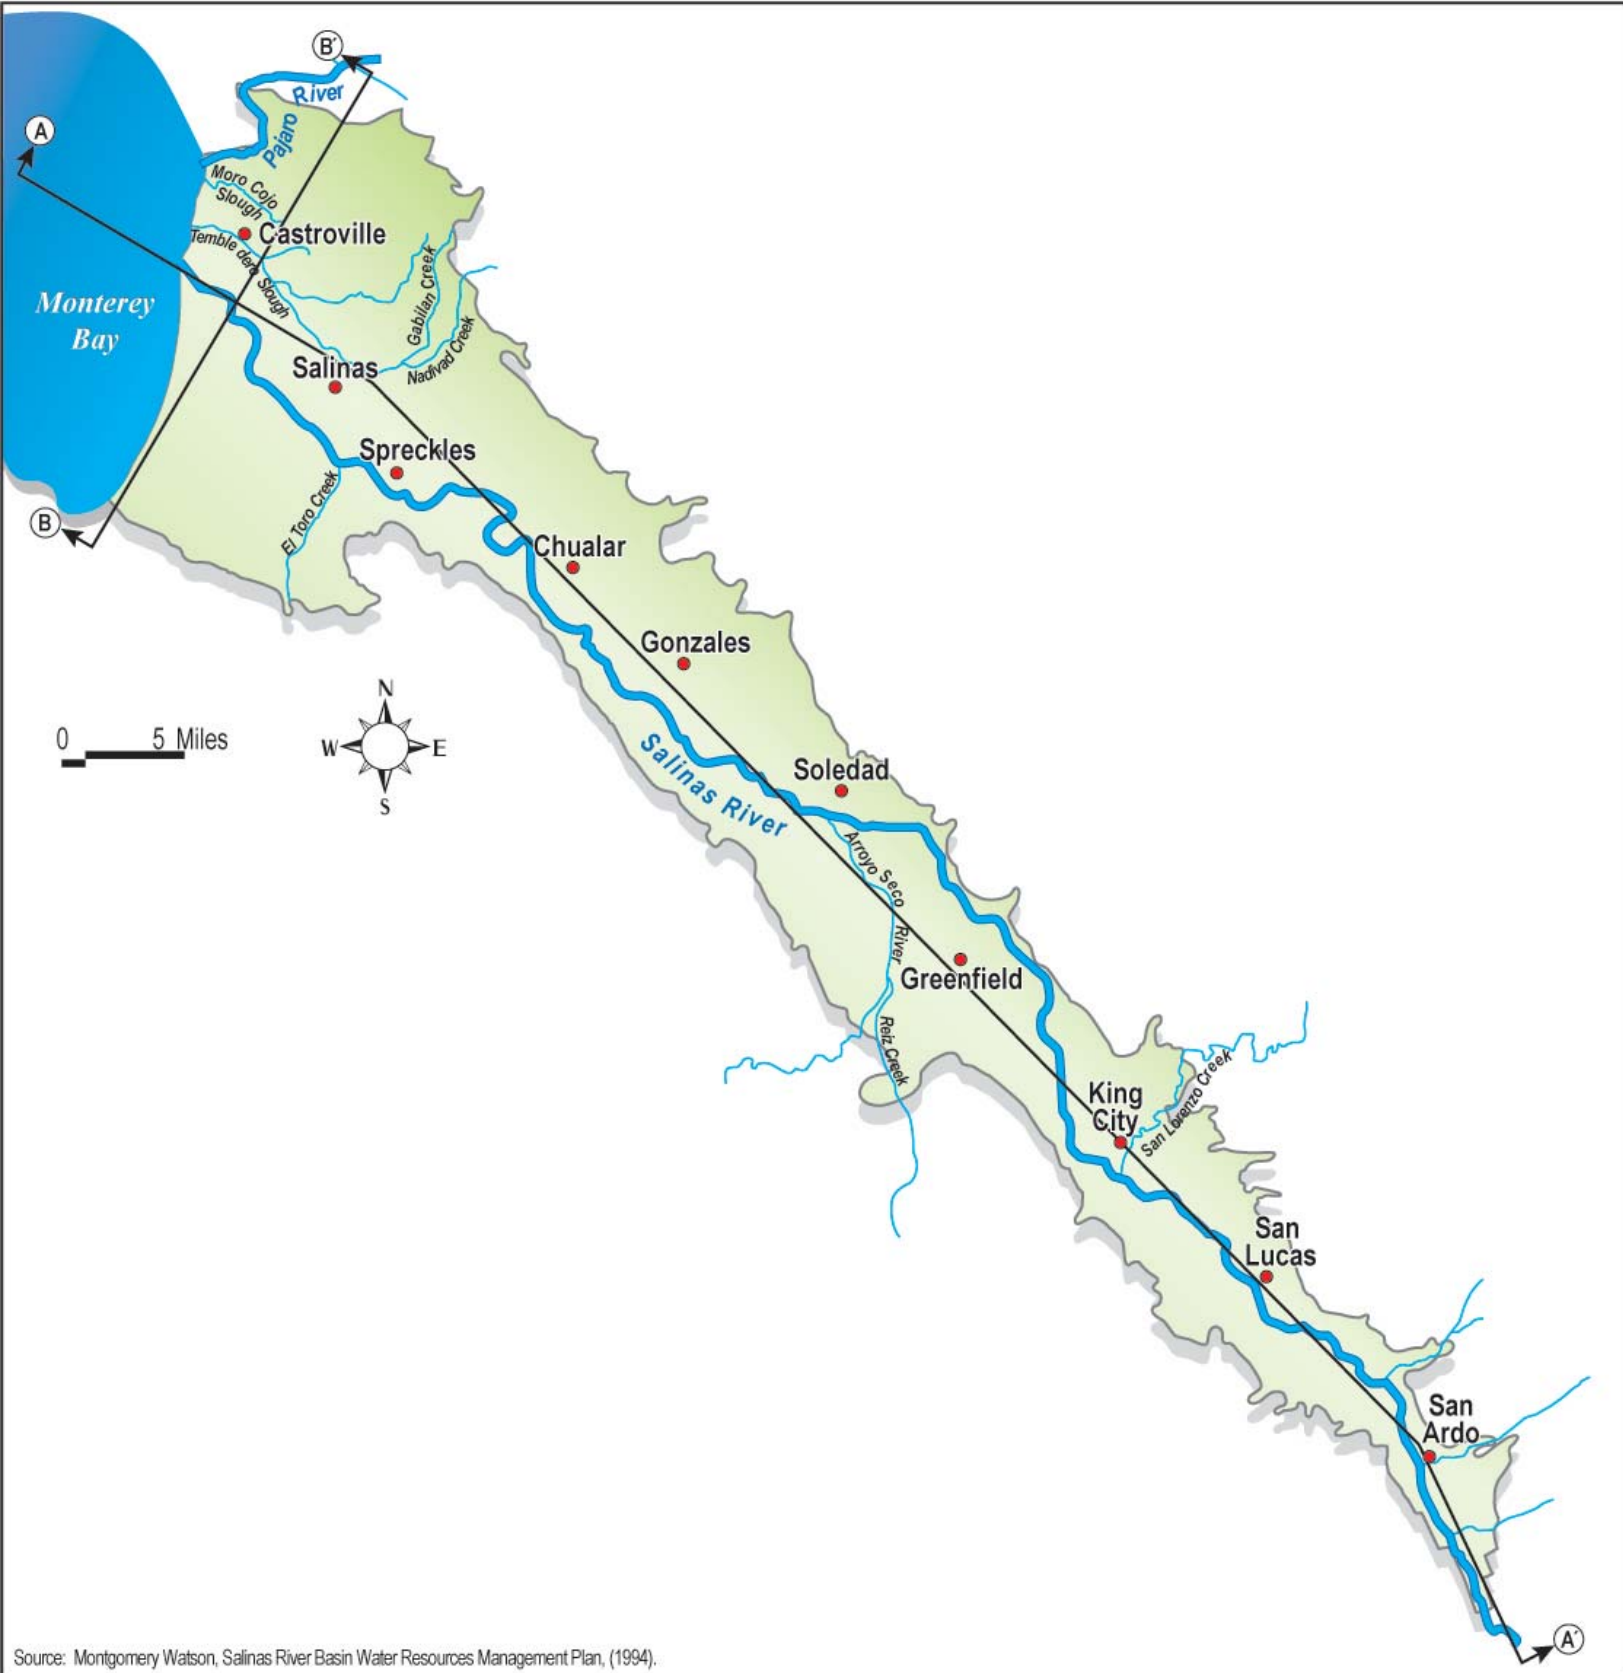 B´
River
Pajaro
A
Moro Cojo
Slough
Castroville
Temble dero Slough
Gabilan Creek
Nadivad Creek
Monterey
Bay
Salinas
Spreckles
El Toro Creek
B
Chualar
Gonzales
N
W E
S
0 5 Miles
Salinas River
Soledad
Arroyo Seco River
Greenfield
Reiz Creek
King
City
San Lorenzo Creek
San
Lucas
San
Ardo
A´
Source: Montgomery Watson, Salinas River Basin Water Resources Management Plan, (1994).